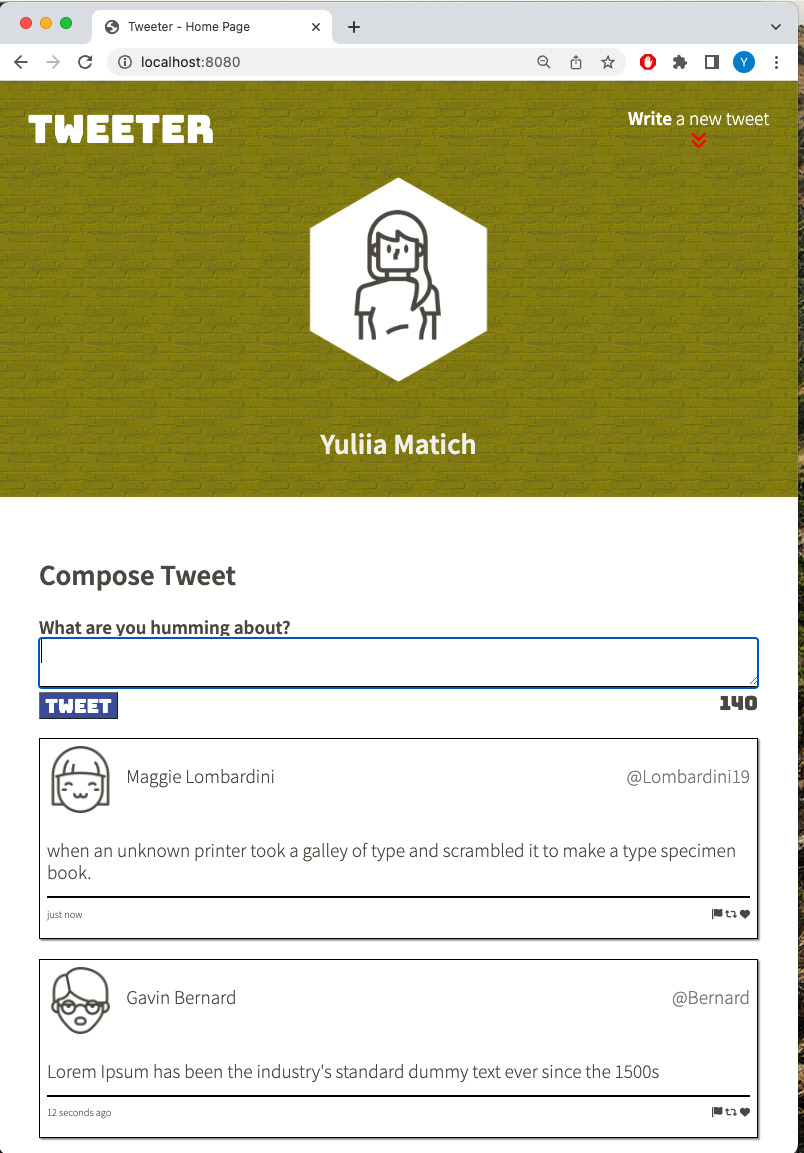 Tweeter - Home Page
localhost:8080
Y
TWEETER
Write a new tweet
Yuliia Matich
Compose Tweet
What are you humming about?
TWEET
140
Maggie Lombardini
@Lombardini19
when an unknown printer took a galley of type and scrambled it to make a type specimen
book.
just now
Gavin Bernard
@Bernard
Lorem Ipsum has been the industry's standard dummy text ever since the 1500s
12 seconds ago